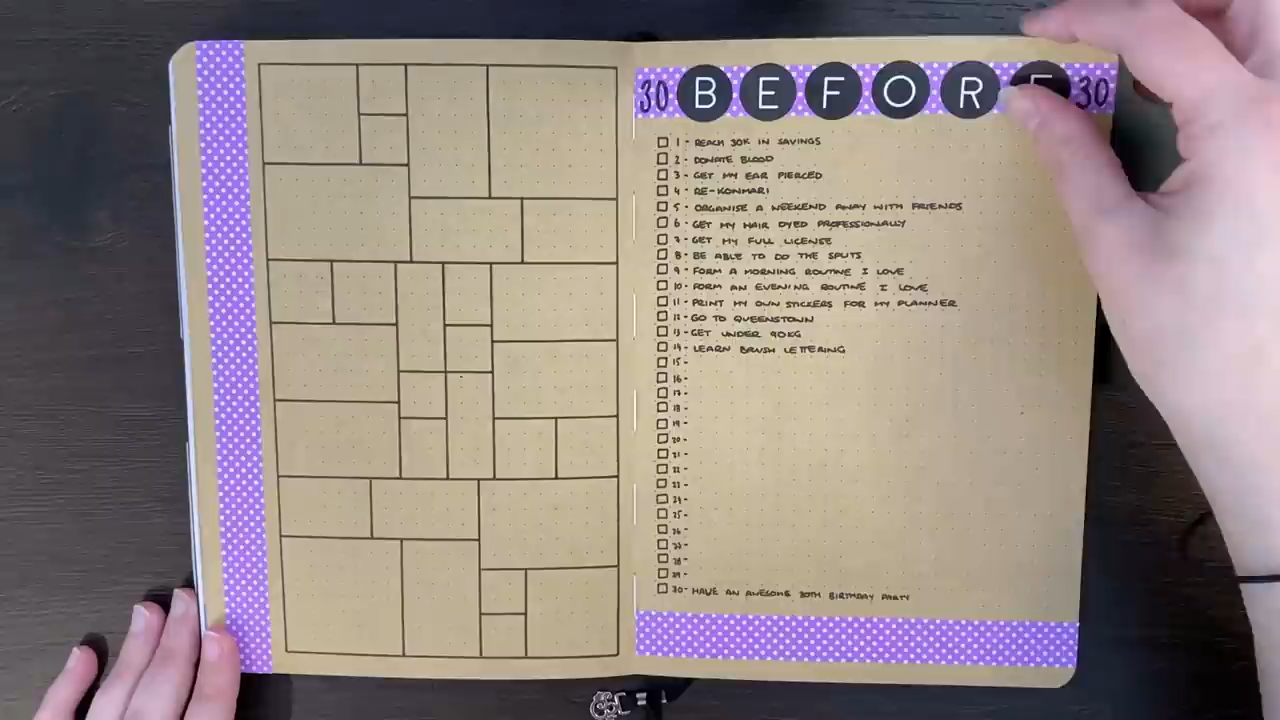 30 BEFORE 30
1 - REACH 30K IN SAVINGS
2 - DONATE BLOOD
3 - GET MY EAR PIERCED
4 - RE-KONMARI
5 - ORGANISE A WEEKEND AWAY WITH FRIENDS
6 - GET MY HAIR DYED PROFESSIONALLY
7 - GET MY FULL LICENSE
8 - BE ABLE TO DO THE SPLITS
9 - FORM A MORNING ROUTINE I LOVE
10 - FORM AN EVENING ROUTINE I LOVE
11 - PRINT MY OWN STICKERS FOR MY PLANNER
12 - GO TO QUEENSTOWN
13 - GET UNDER 90KG
14 - LEARN BRUSH LETTERING
15 -
16 -
17 -
18 -
19 -
20 -
21 -
22 -
23 -
24 -
25 -
26 -
27 -
28 -
29 -
30 - HAVE AN AWESOME 30TH BIRTHDAY PARTY